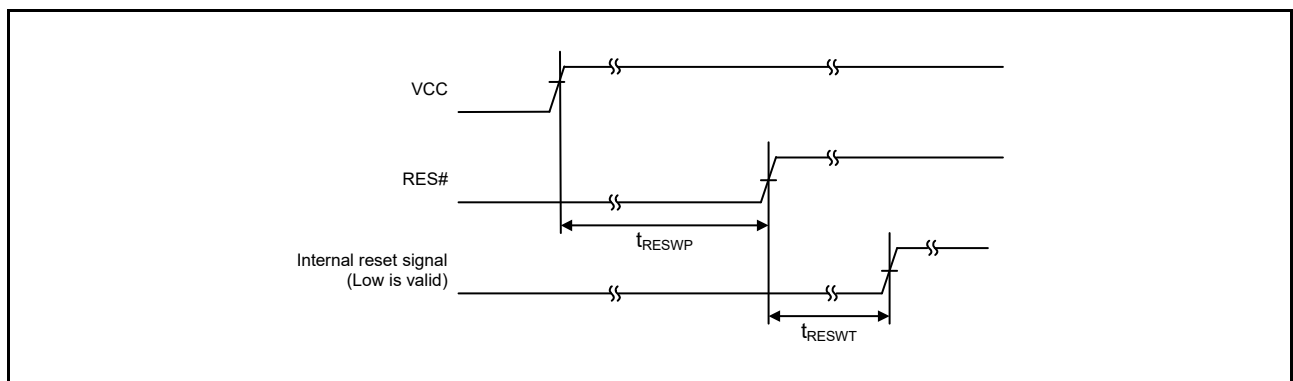 VCC
RES#
tRESWP
Internal reset signal
(Low is valid)
tRESWT